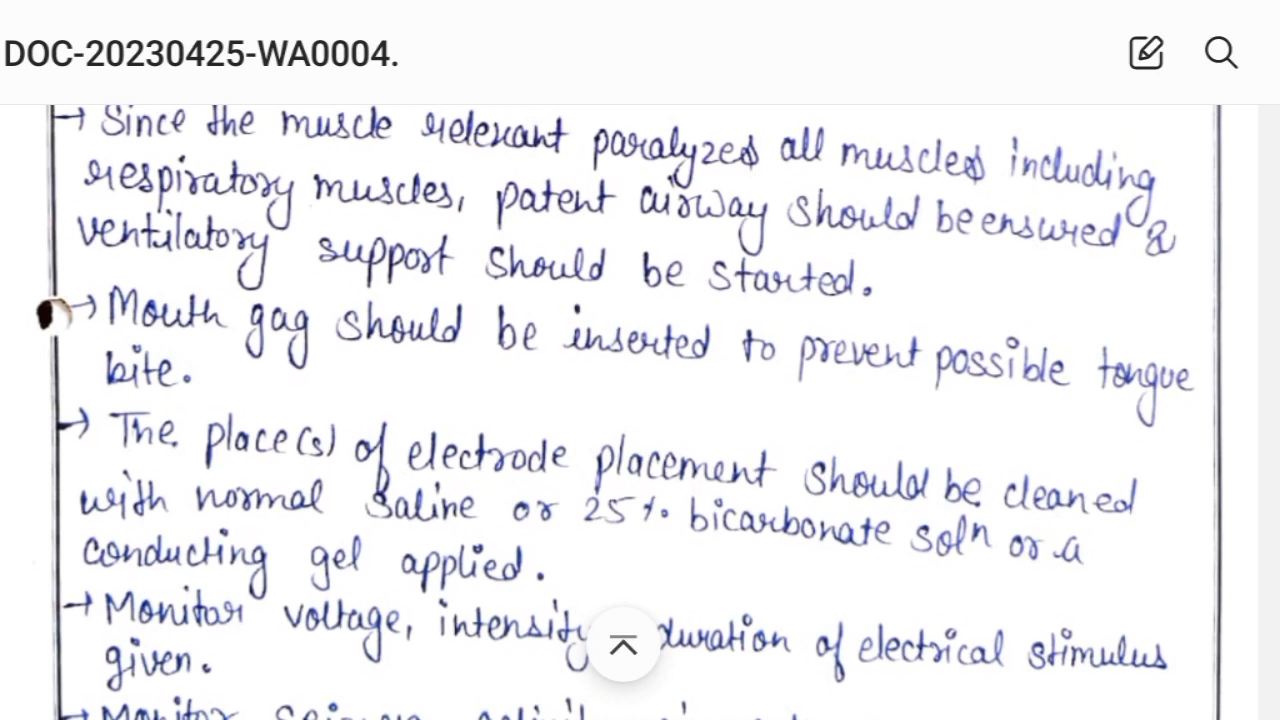 DOC-20230425-WA0004.
→ Since the muscle relexant paralyzes all muscles including
respiratory muscles, patent airway should be ensured &
ventilatory support should be started.
→ Mouth gag should be inserted to prevent possible tongue
bite.
→ The place(s) of electrode placement should be cleaned
with normal saline or 25% bicarbonate solⁿ or a
conducting gel applied.
→ Monitor voltage, intensity duration of electrical stimulus
given.
→ Monitor